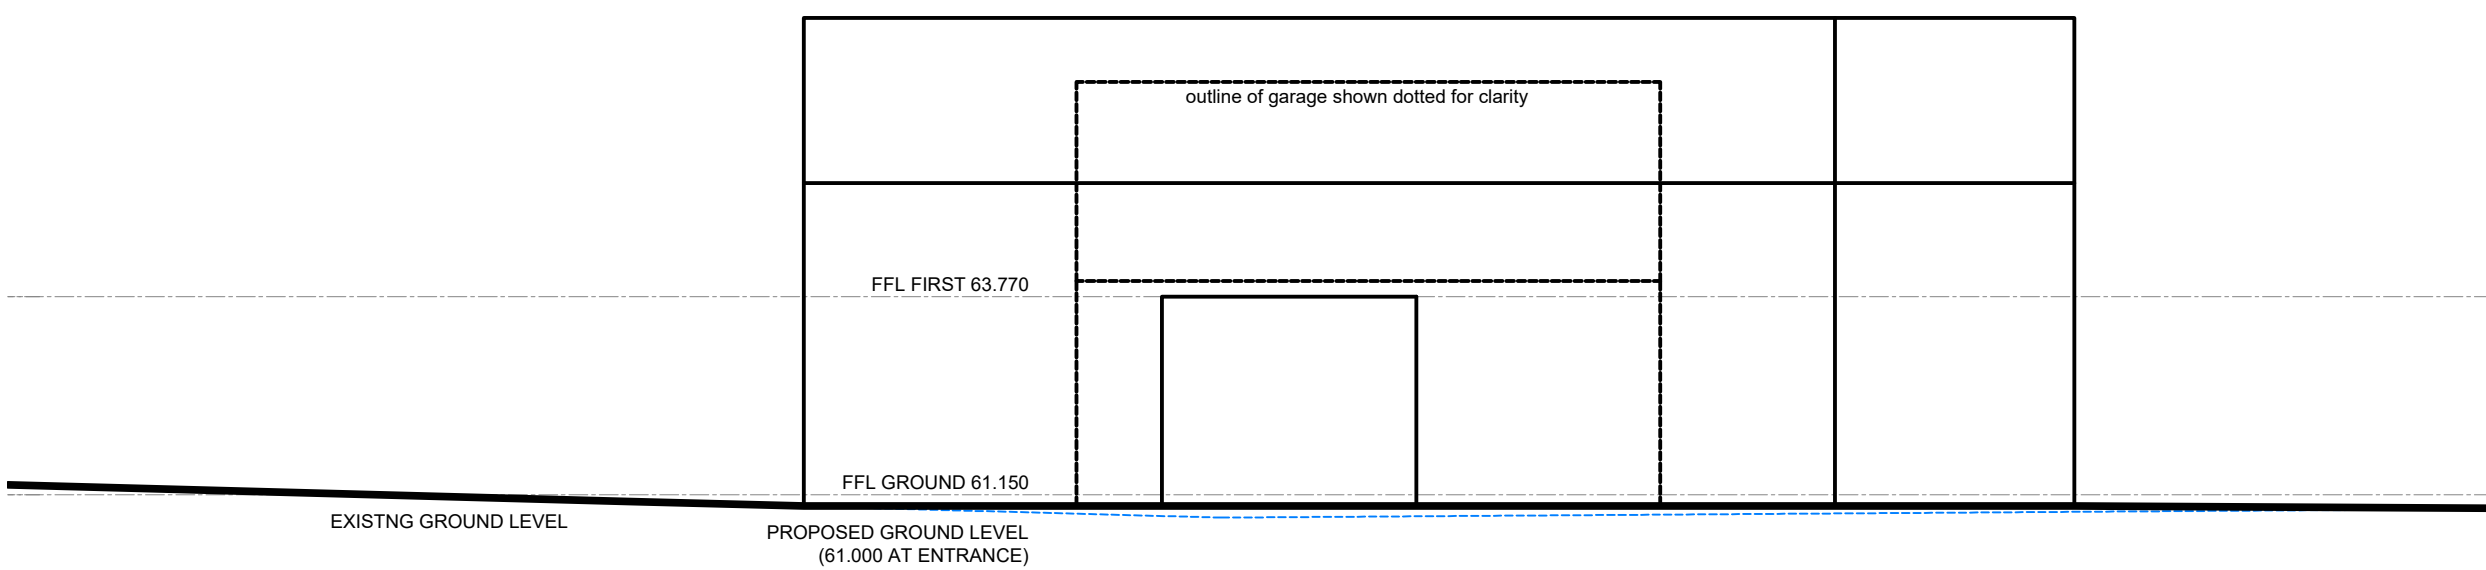 outline of garage shown dotted for clarity
FFL FIRST 63.770
FFL GROUND 61.150
EXISTNG GROUND LEVEL
PROPOSED GROUND LEVEL
(61.000 AT ENTRANCE)